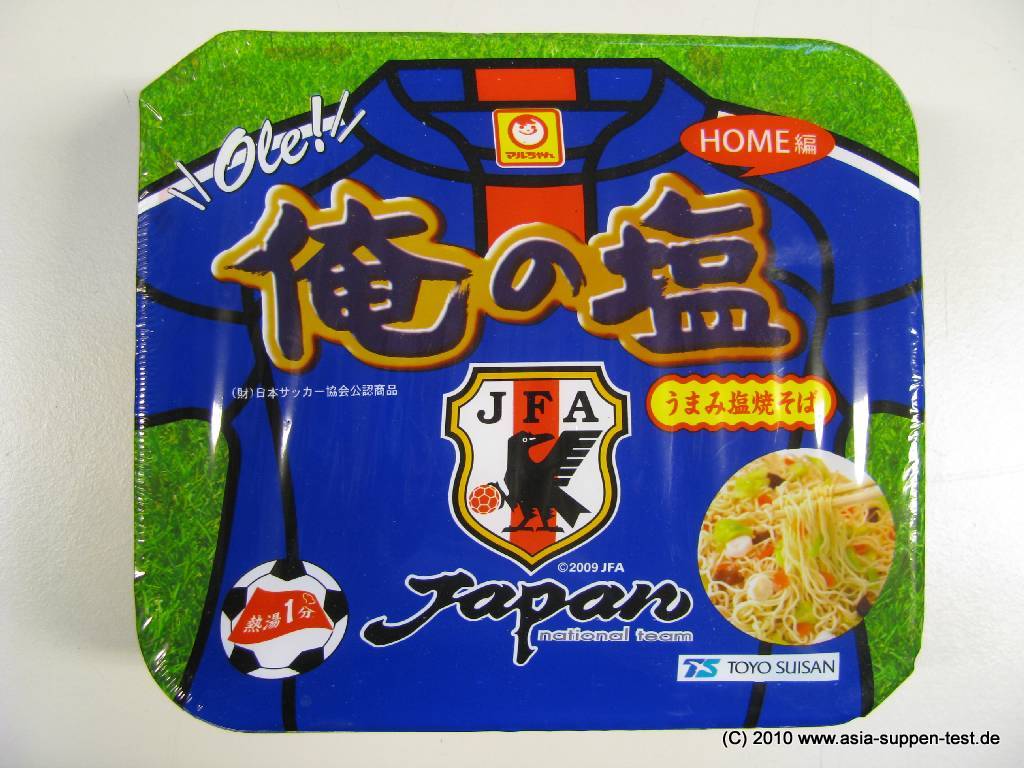 Ole!
マルちゃん
HOME編
俺の塩
(財)日本サッカー協会公認商品
うまみ塩焼そば
JFA
©2009 JFA
Japan
national team
熱湯1分
TS TOYO SUISAN
(C) 2010 www.asia-suppen-test.de